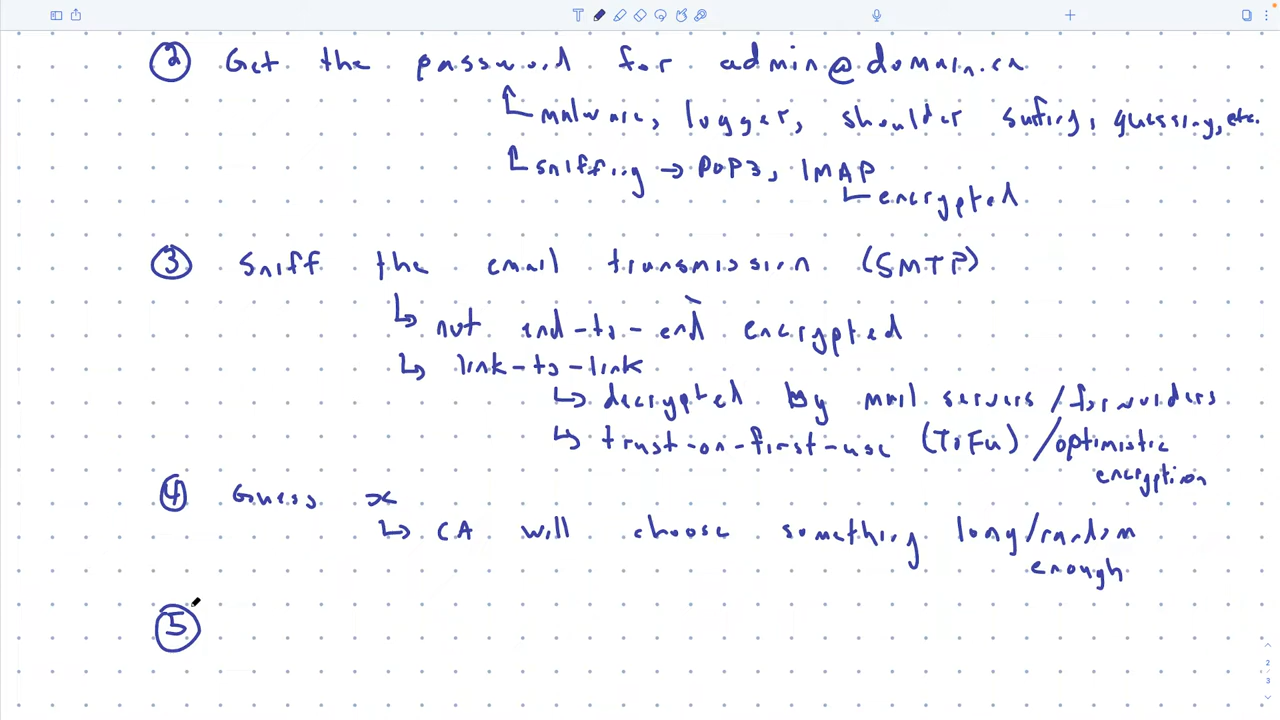 ② Get the password for admin@domain.ca
malware, logger, shoulder surfing, guessing, etc.
sniffing → POP3, IMAP
encrypted
③ Sniff the email transmission (SMTP)
not end-to-end encrypted
link-to-link
decrypted by mail servers/forwarders
trust-on-first-use (TOFU) /optimistic
encryption
④ Guess x
CA will choose something long/random
enough
⑤
2
3